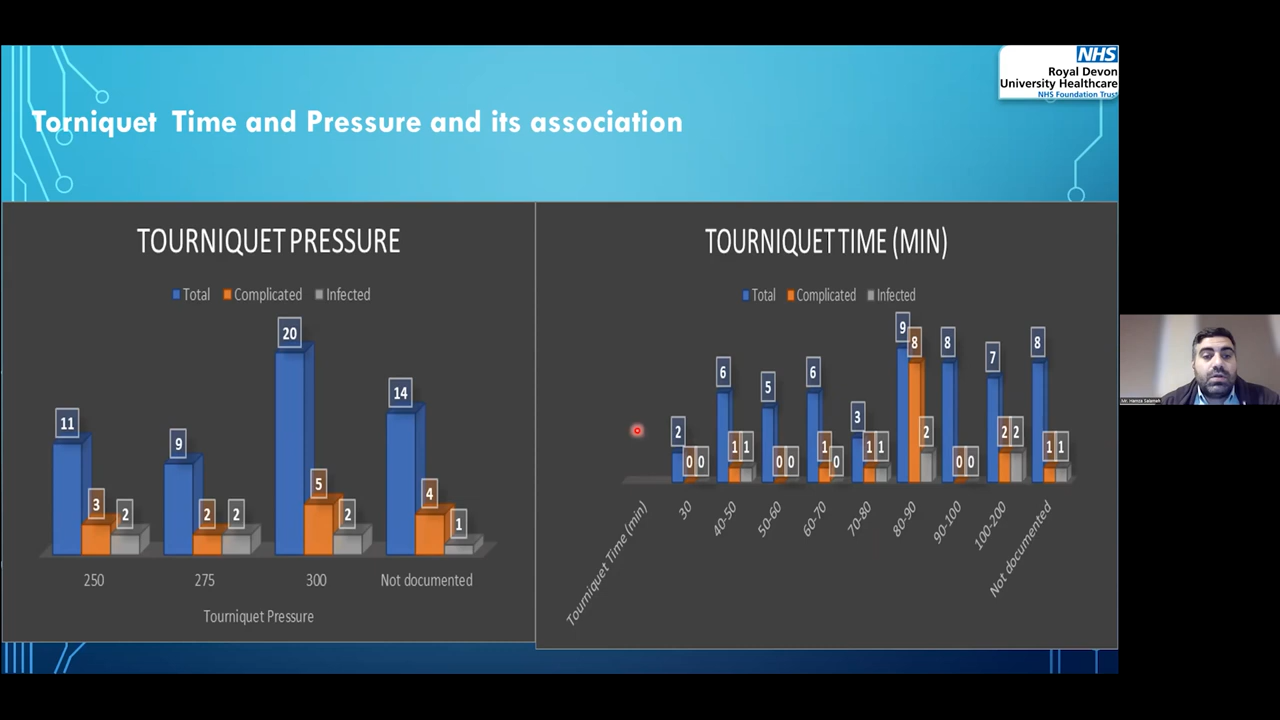 NHS
Royal Devon
University Healthcare
NHS Foundation Trust
Torniquet Time and Pressure and its association
TOURNIQUET PRESSURE
Total Complicated Infected
11 3 2
9 2 2
20 5 2
14 4 1
250 275 300 Not documented
Tourniquet Pressure
TOURNIQUET TIME (MIN)
Total Complicated Infected
2 0 0
6 1 1
5 0 0
6 1 0
3 1 1
9 8 2
8 0 0
7 2 2
8 1 1
Tourniquet Time (min) 30 40-50 50-60 60-70 70-80 80-90 90-100 100-200 Not documented